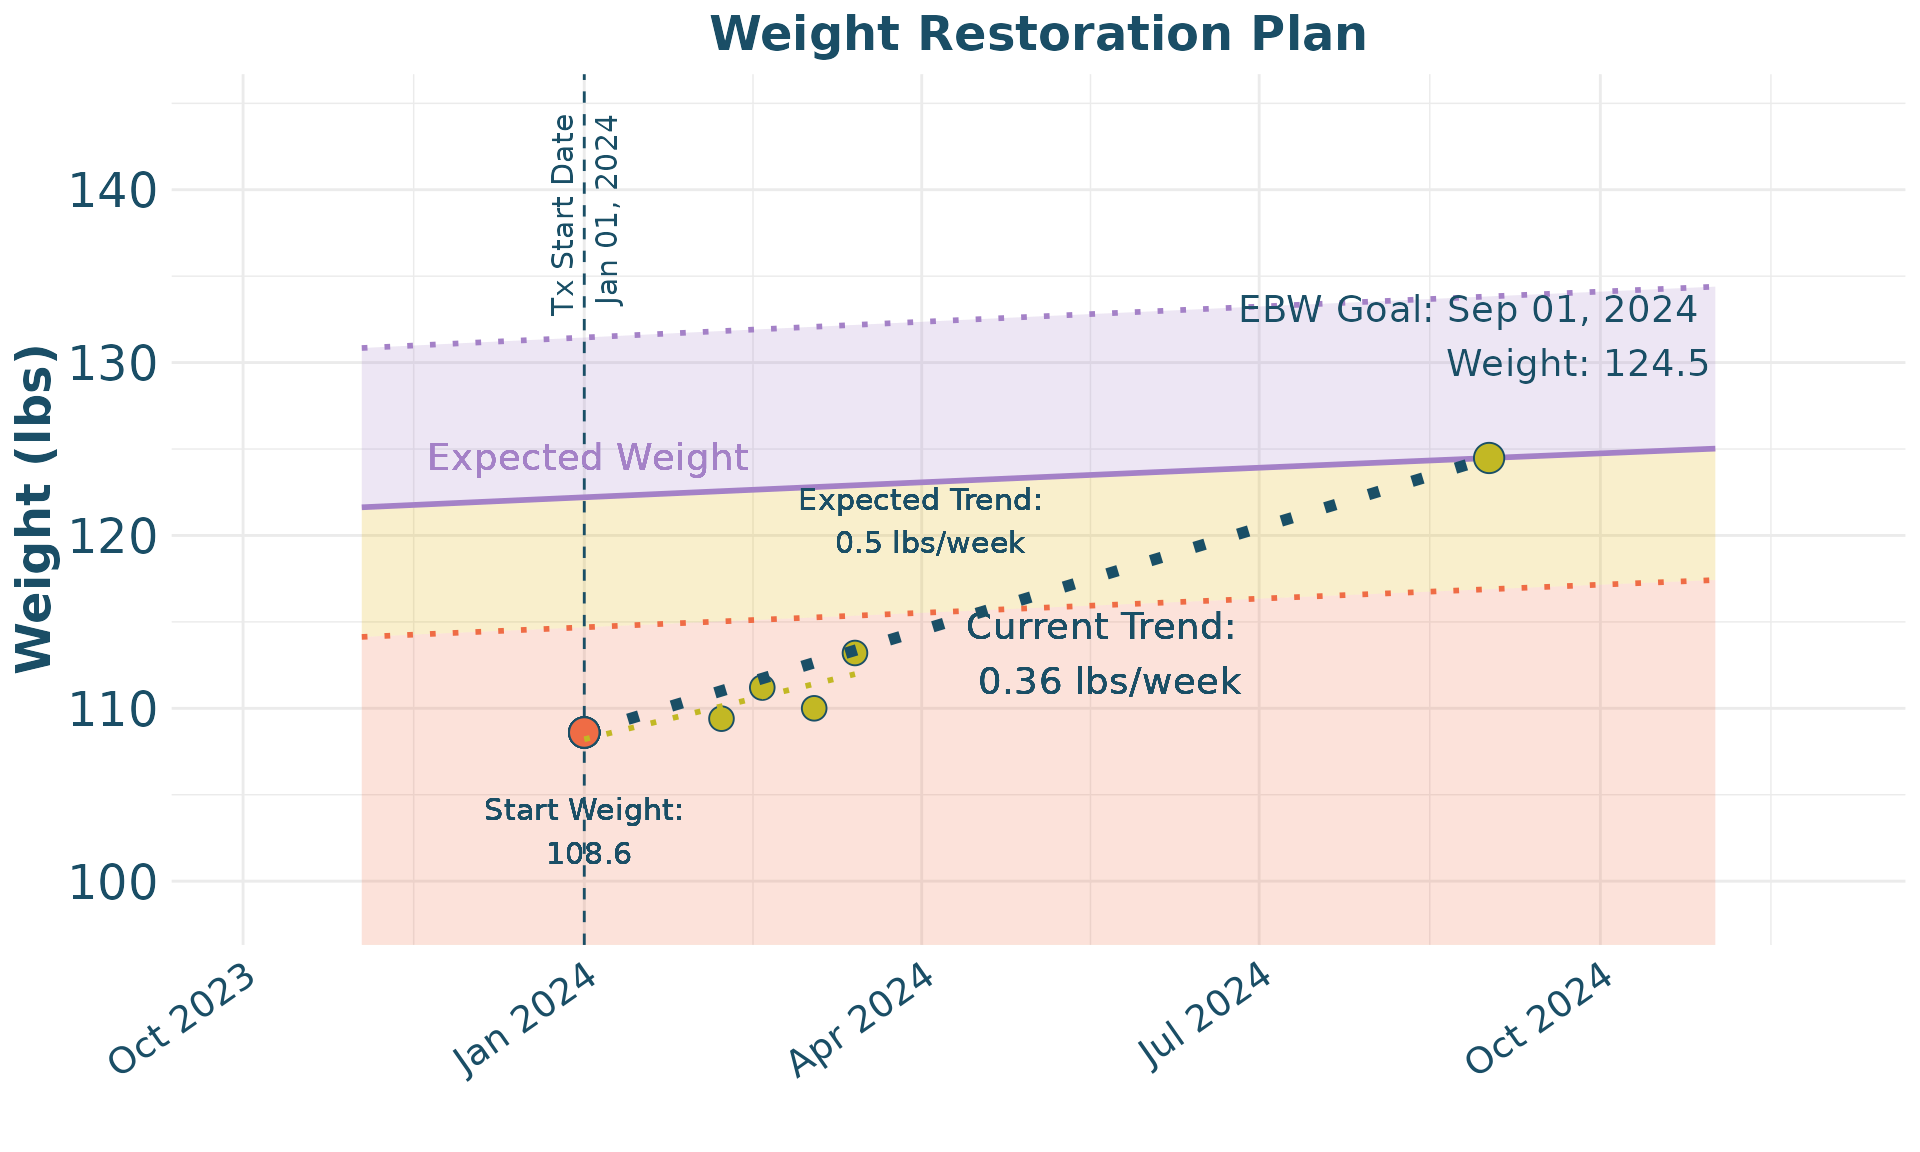 Weight Restoration Plan
Weight (lbs)
140
130
120
110
100
Tx Start Date
Jan 01, 2024
EBW Goal: Sep 01, 2024
Weight: 124.5
Expected Weight
Expected Trend:
0.5 lbs/week
Current Trend:
0.36 lbs/week
Start Weight:
108.6
Oct 2023
Jan 2024
Apr 2024
Jul 2024
Oct 2024